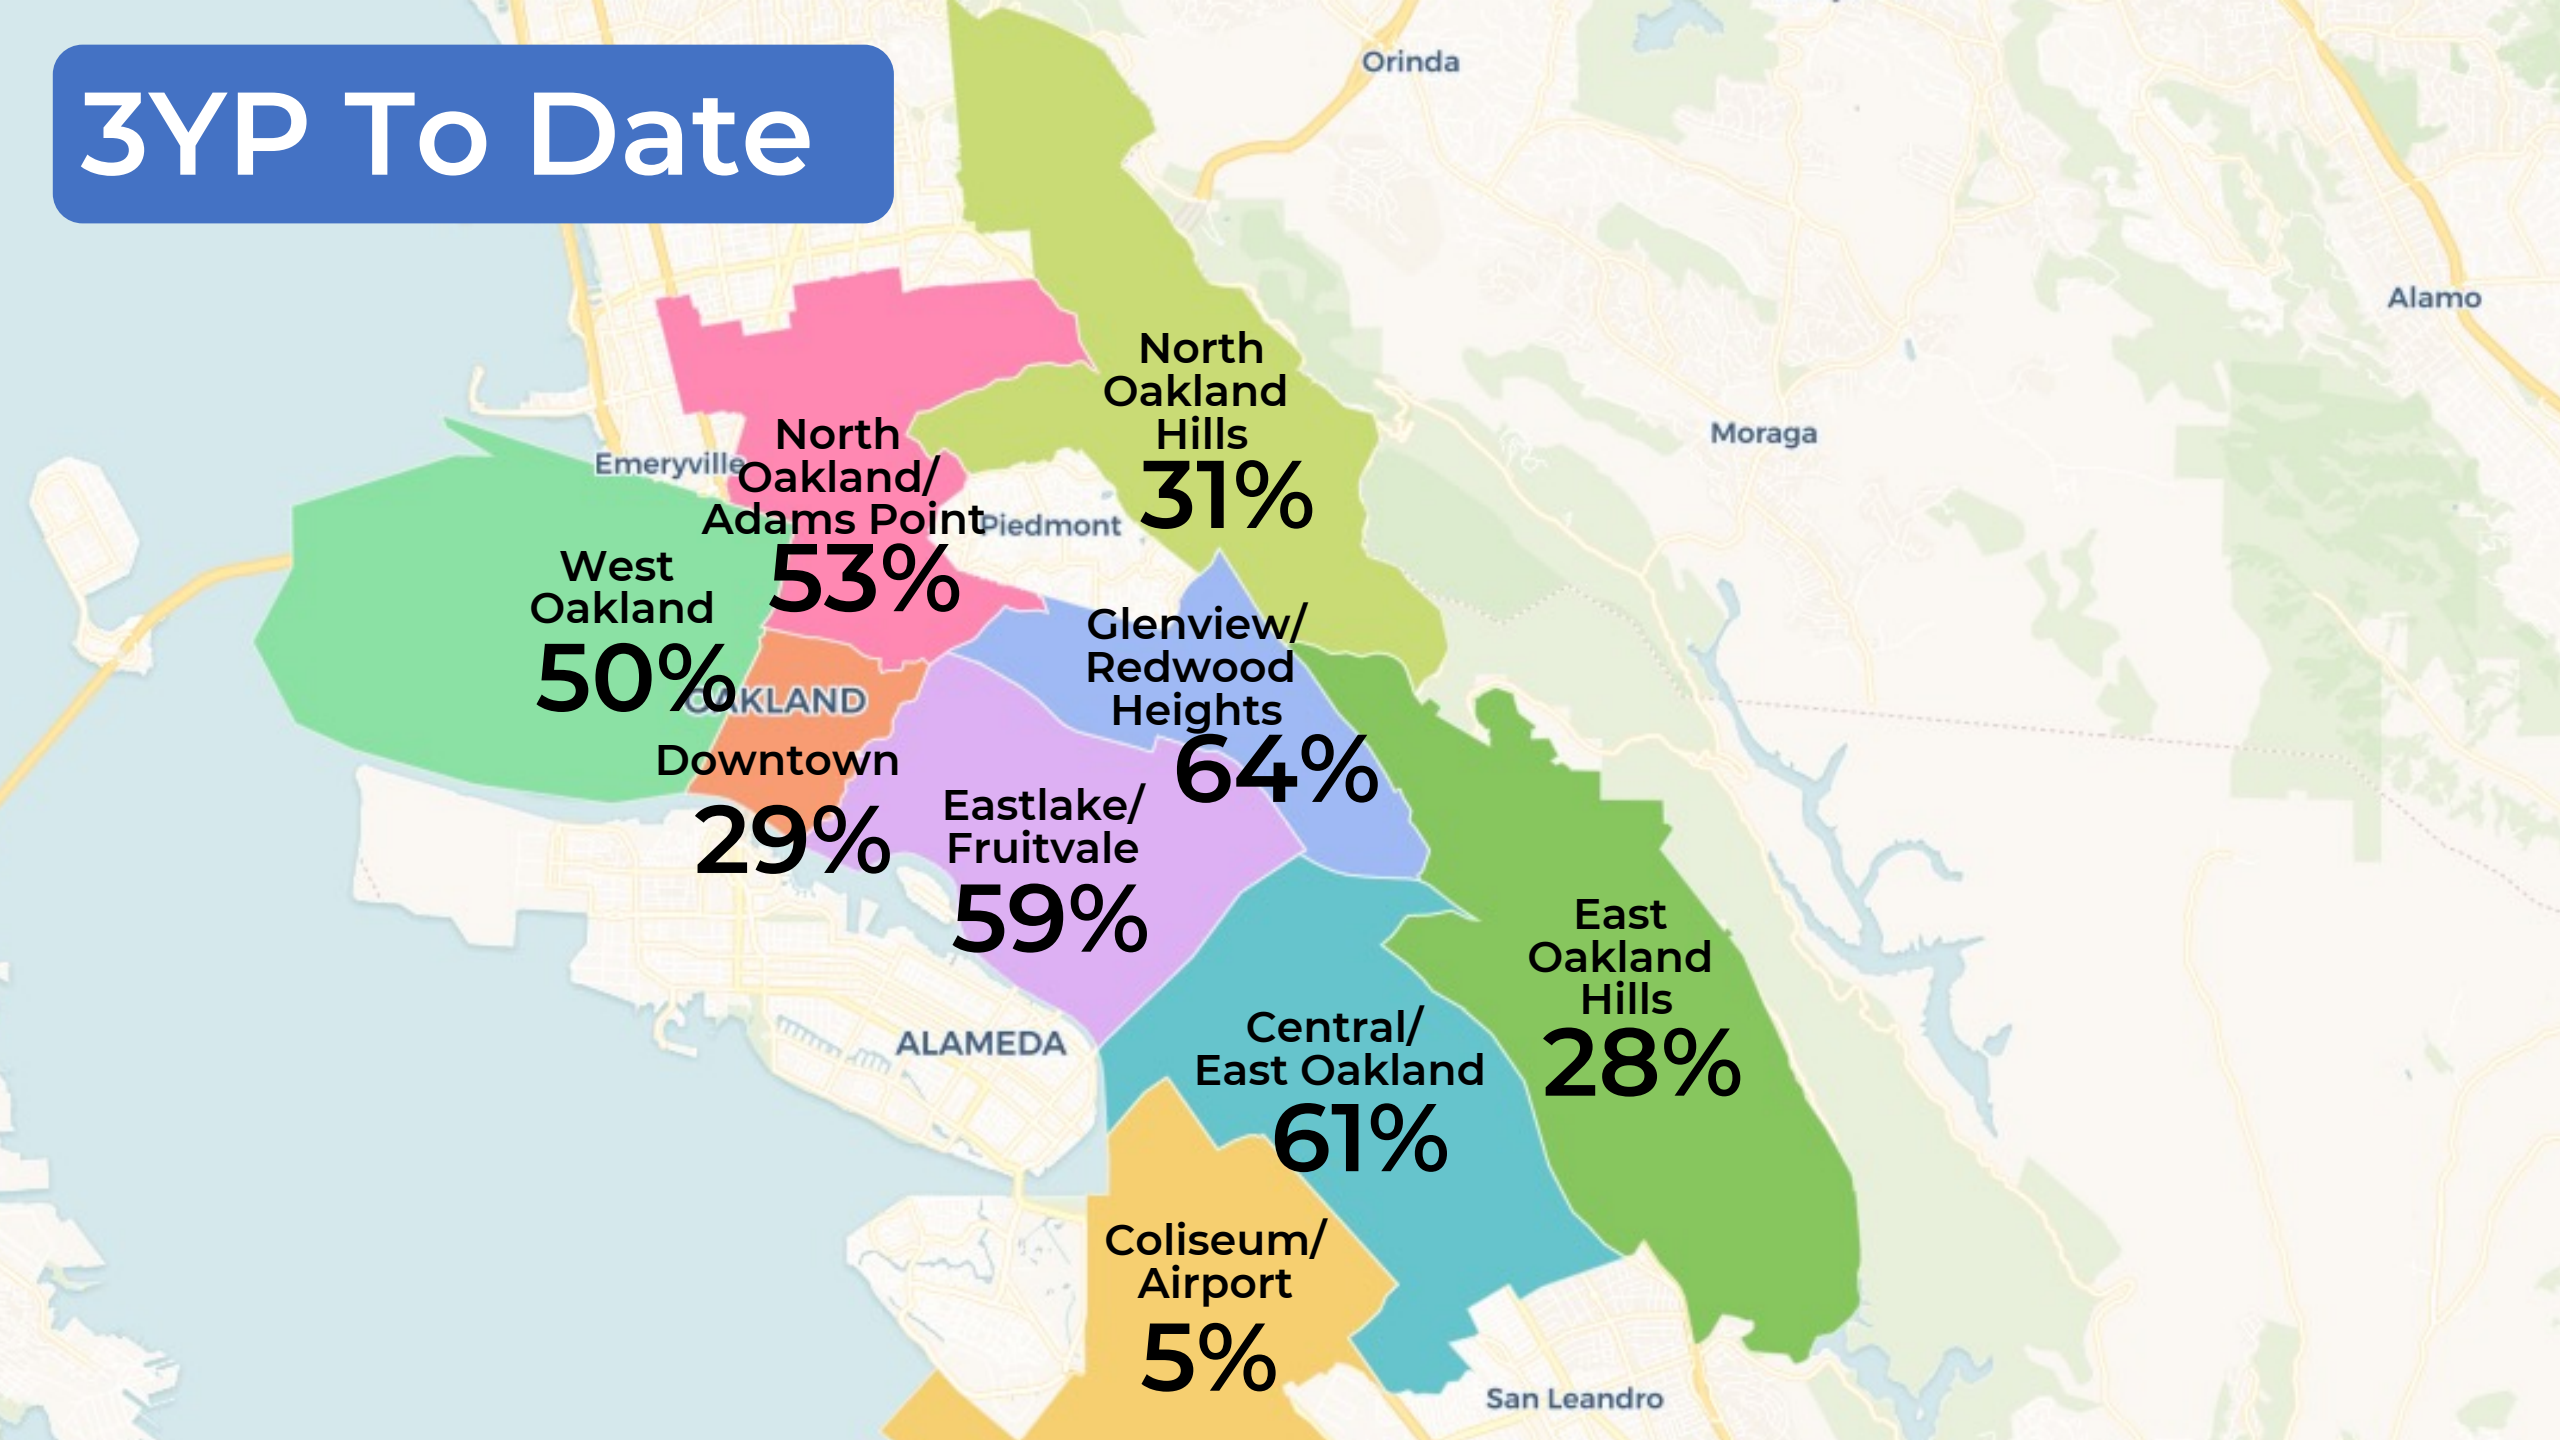 3YP To Date
Orinda
Alamo
North
Oakland
Hills
31%
Moraga
North
Oakland/
Adams Point
53%
Emeryville
Piedmont
West
Oakland
50%
OAKLAND
Glenview/
Redwood
Heights
64%
Downtown
29%
Eastlake/
Fruitvale
59%
East
Oakland
Hills
28%
ALAMEDA
Central/
East Oakland
61%
Coliseum/
Airport
5%
San Leandro